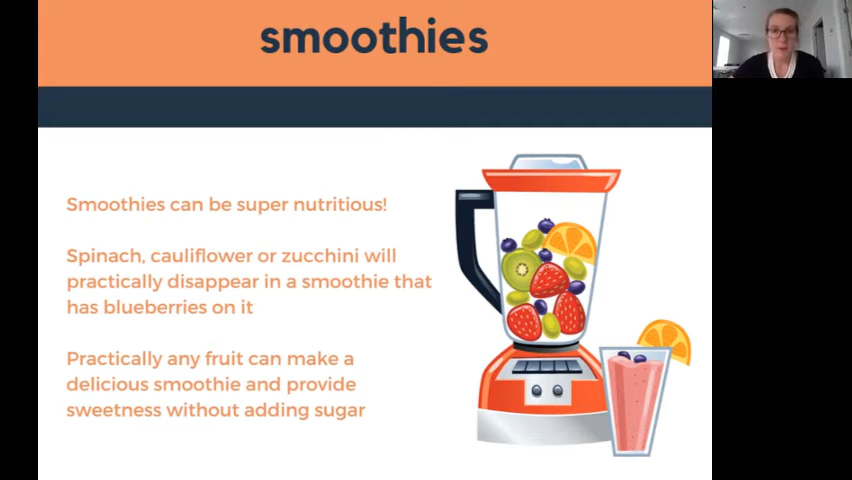 smoothies
Smoothies can be super nutritious!
Spinach, cauliflower or zucchini will
practically disappear in a smoothie that
has blueberries on it
Practically any fruit can make a
delicious smoothie and provide
sweetness without adding sugar